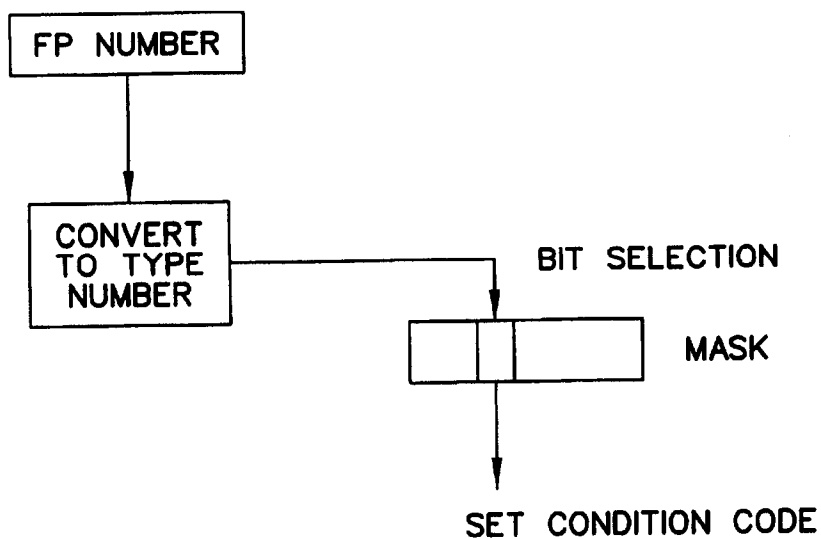 FP NUMBER
CONVERT
TO TYPE
NUMBER
BIT SELECTION
MASK
SET CONDITION CODE